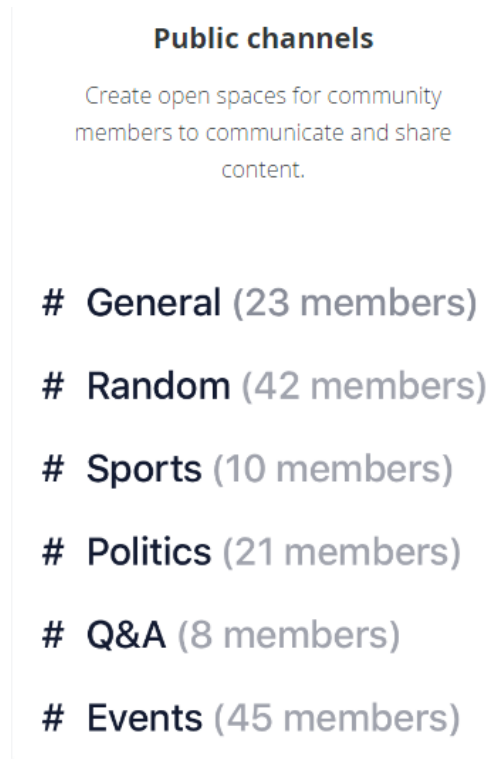 Public channels
Create open spaces for community
members to communicate and share
content.
# General (23 members)
# Random (42 members)
# Sports (10 members)
# Politics (21 members)
# Q&A (8 members)
# Events (45 members)